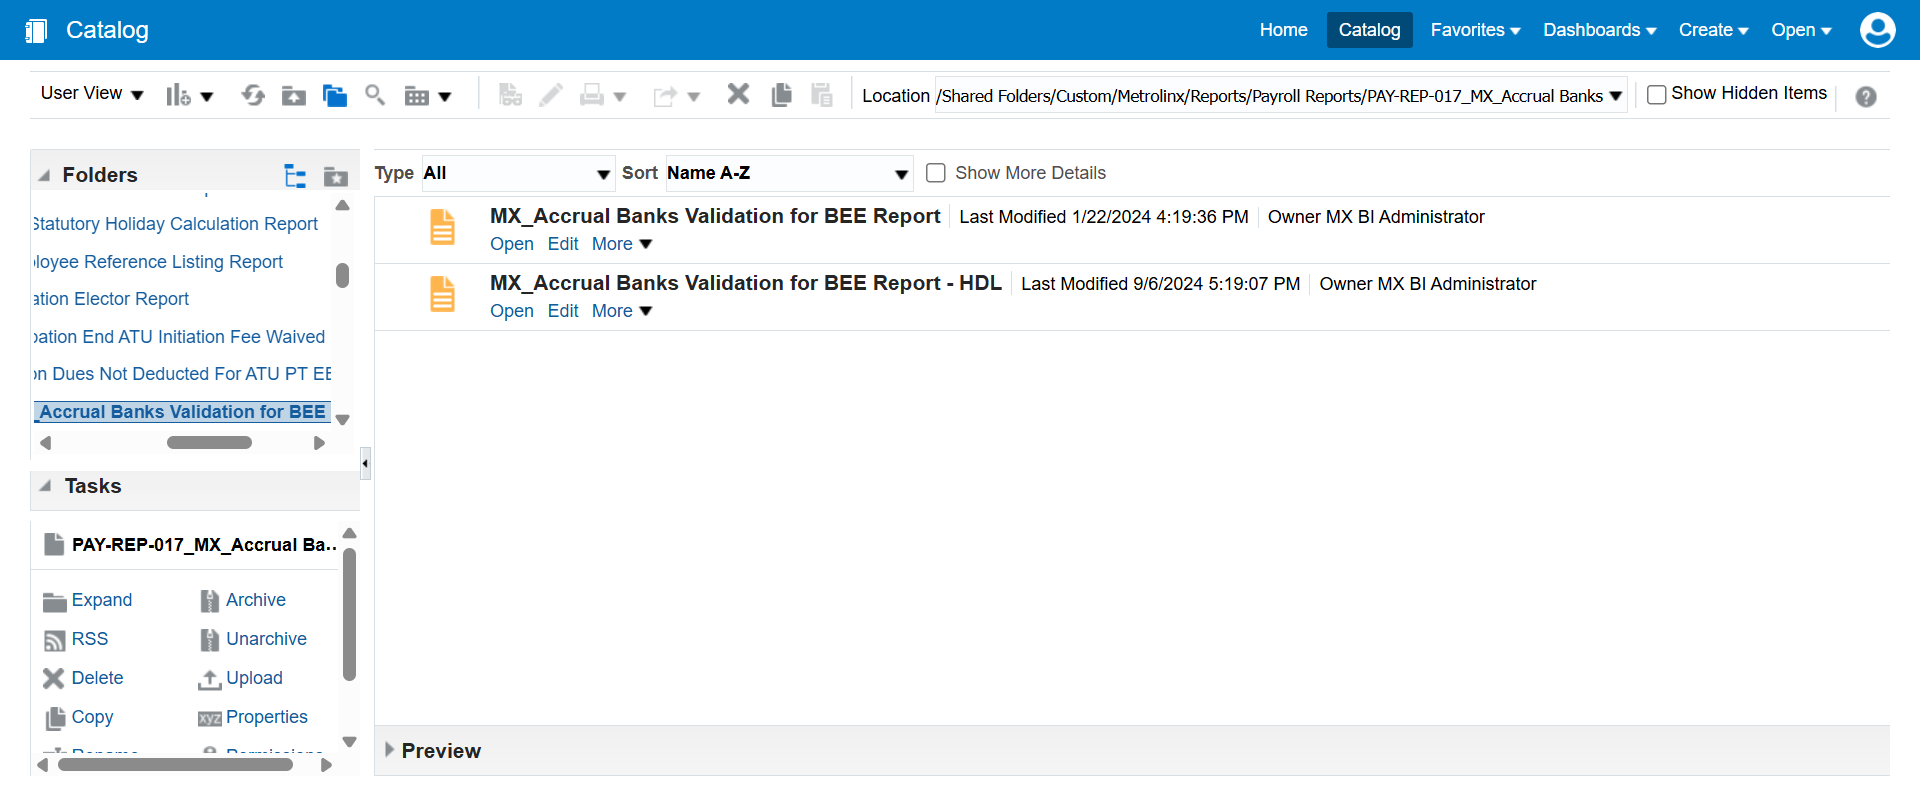 Catalog
Home Catalog Favorites Dashboards Create Open
User View
Location /Shared Folders/Custom/Metrolinx/Reports/Payroll Reports/PAY-REP-017_MX_Accrual Banks
Show Hidden Items
Folders
Statutory Holiday Calculation Report
loyee Reference Listing Report
ation Elector Report
bation End ATU Initiation Fee Waived
on Dues Not Deducted For ATU PT EE
_Accrual Banks Validation for BEE
Tasks
PAY-REP-017_MX_Accrual Ba..
Expand Archive
RSS Unarchive
Delete Upload
Copy Properties
Rename Permissions
Type All Sort Name A-Z Show More Details
MX_Accrual Banks Validation for BEE Report Last Modified 1/22/2024 4:19:36 PM Owner MX BI Administrator
Open Edit More
MX_Accrual Banks Validation for BEE Report - HDL Last Modified 9/6/2024 5:19:07 PM Owner MX BI Administrator
Open Edit More
Preview